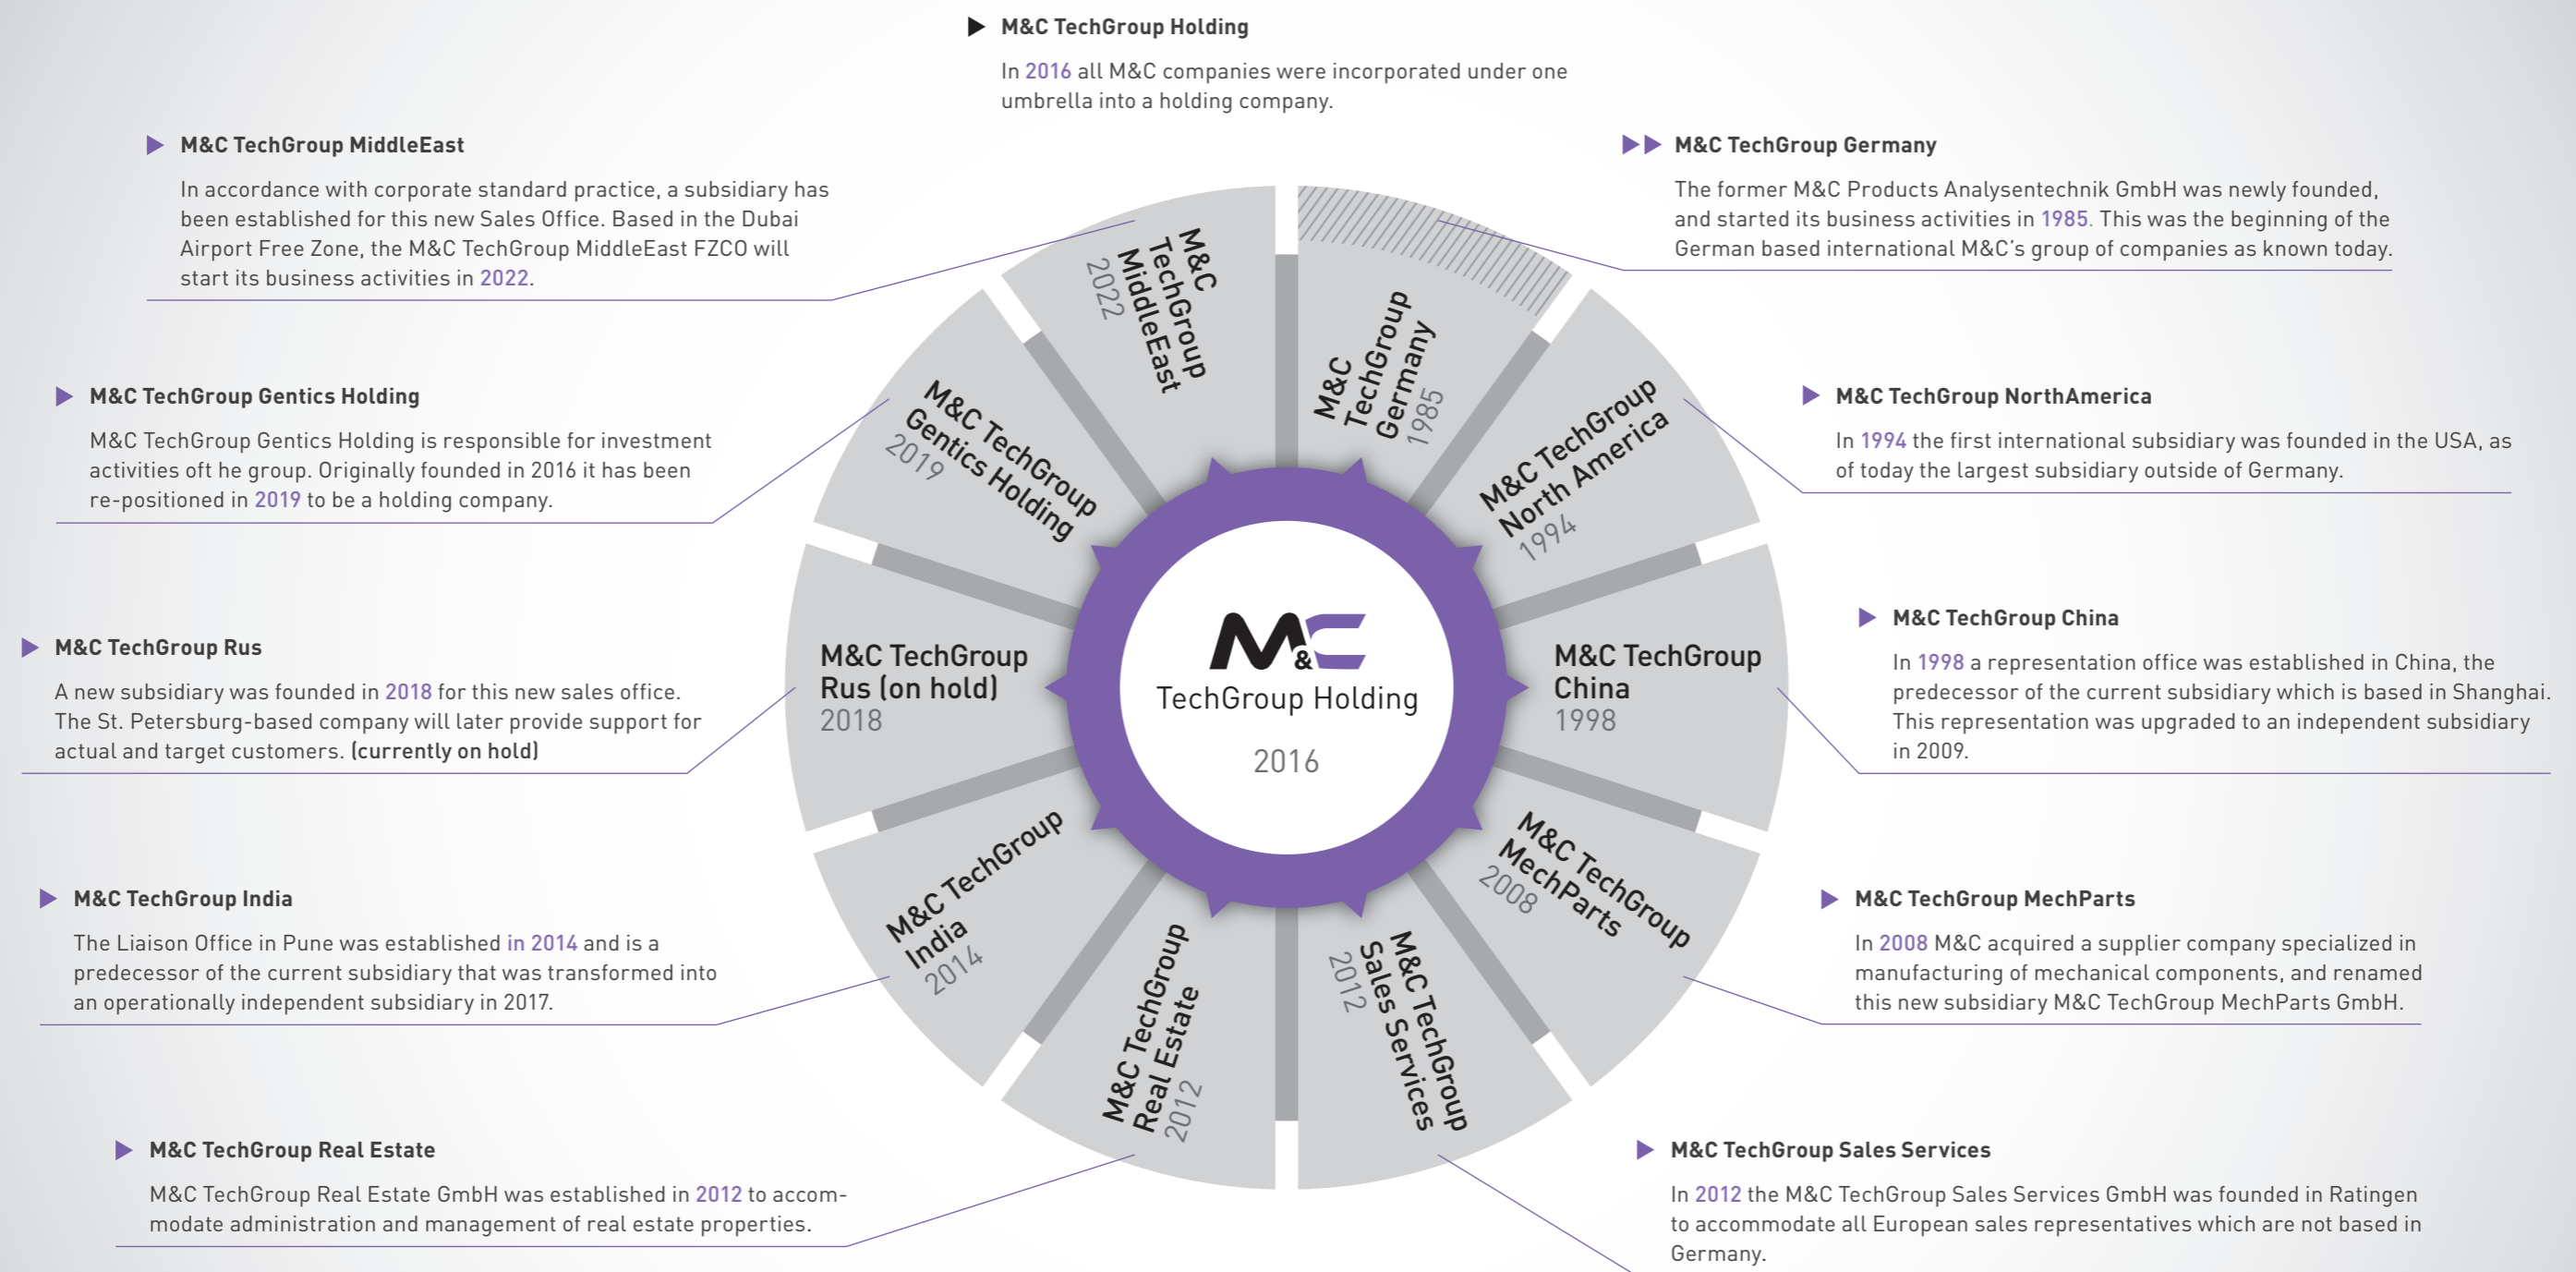 M&C TechGroup Holding
In 2016 all M&C companies were incorporated under one
umbrella into a holding company.
M&C TechGroup MiddleEast
In accordance with corporate standard practice, a subsidiary has
been established for this new Sales Office. Based in the Dubai
Airport Free Zone, the M&C TechGroup MiddleEast FZCO will
start its business activities in 2022.
M&C TechGroup Germany
The former M&C Products Analysentechnik GmbH was newly founded,
and started its business activities in 1985. This was the beginning of the
German based international M&C's group of companies as known today.
M&C TechGroup Gentics Holding
M&C TechGroup Gentics Holding is responsible for investment
activities oft he group. Originally founded in 2016 it has been
re-positioned in 2019 to be a holding company.
M&C TechGroup NorthAmerica
In 1994 the first international subsidiary was founded in the USA, as
of today the largest subsidiary outside of Germany.
M&C TechGroup Rus
A new subsidiary was founded in 2018 for this new sales office.
The St. Petersburg-based company will later provide support for
actual and target customers. (currently on hold)
M&C TechGroup China
In 1998 a representation office was established in China, the
predecessor of the current subsidiary which is based in Shanghai.
This representation was upgraded to an independent subsidiary
in 2009.
M&C TechGroup India
The Liaison Office in Pune was established in 2014 and is a
predecessor of the current subsidiary that was transformed into
an operationally independent subsidiary in 2017.
M&C TechGroup MechParts
In 2008 M&C acquired a supplier company specialized in
manufacturing of mechanical components, and renamed
this new subsidiary M&C TechGroup MechParts GmbH.
M&C TechGroup Real Estate
M&C TechGroup Real Estate GmbH was established in 2012 to accom-
modate administration and management of real estate properties.
M&C TechGroup Sales Services
In 2012 the M&C TechGroup Sales Services GmbH was founded in Ratingen
to accommodate all European sales representatives which are not based in
Germany.
M&C
TechGroup
Germany
1985
M&C TechGroup
North America
1994
M&C TechGroup
China
1998
M&C TechGroup
MechParts
2008
M&C TechGroup
Sales Services
2012
M&C TechGroup
Real Estate
2012
M&C TechGroup
India
2014
M&C TechGroup
Rus (on hold)
2018
M&C TechGroup
Gentics Holding
2019
M&C
TechGroup
MiddleEast
2022
M&C
TechGroup Holding
2016